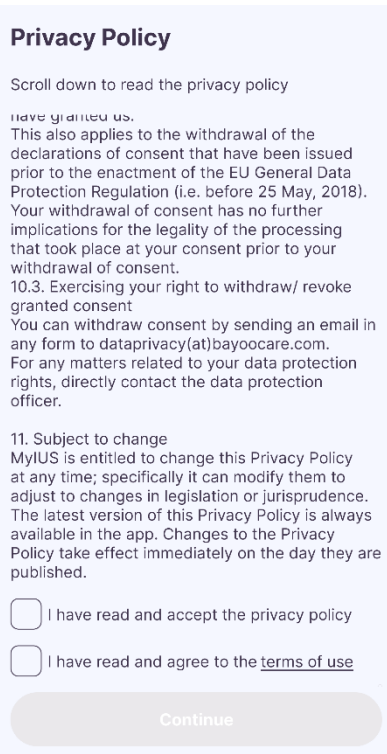 Privacy Policy
Scroll down to read the privacy policy
have granted us.
This also applies to the withdrawal of the
declarations of consent that have been issued
prior to the enactment of the EU General Data
Protection Regulation (i.e. before 25 May, 2018).
Your withdrawal of consent has no further
implications for the legality of the processing
that took place at your consent prior to your
withdrawal of consent.
10.3. Exercising your right to withdraw/ revoke
granted consent
You can withdraw consent by sending an email in
any form to dataprivacy(at)bayoocare.com.
For any matters related to your data protection
rights, directly contact the data protection
officer.
11. Subject to change
MyIUS is entitled to change this Privacy Policy
at any time; specifically it can modify them to
adjust to changes in legislation or jurisprudence.
The latest version of this Privacy Policy is always
available in the app. Changes to the Privacy
Policy take effect immediately on the day they are
published.
I have read and accept the privacy policy
I have read and agree to the terms of use
Continue